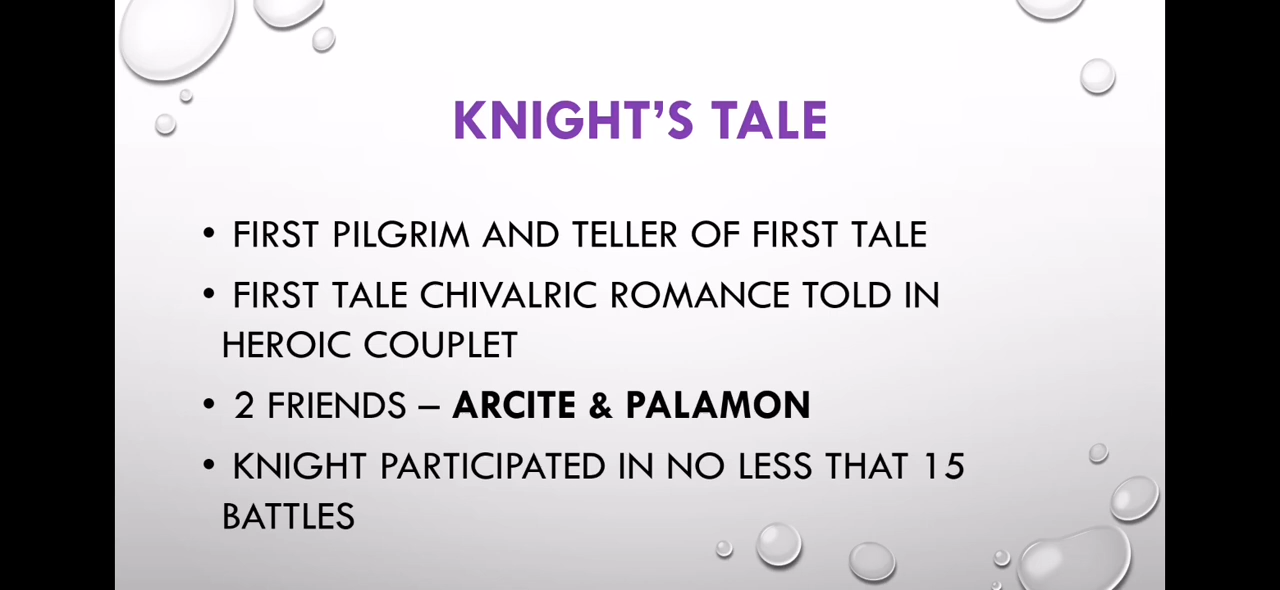 KNIGHT'S TALE
• FIRST PILGRIM AND TELLER OF FIRST TALE
• FIRST TALE CHIVALRIC ROMANCE TOLD IN
HEROIC COUPLET
• 2 FRIENDS – ARCITE & PALAMON
• KNIGHT PARTICIPATED IN NO LESS THAT 15
BATTLES